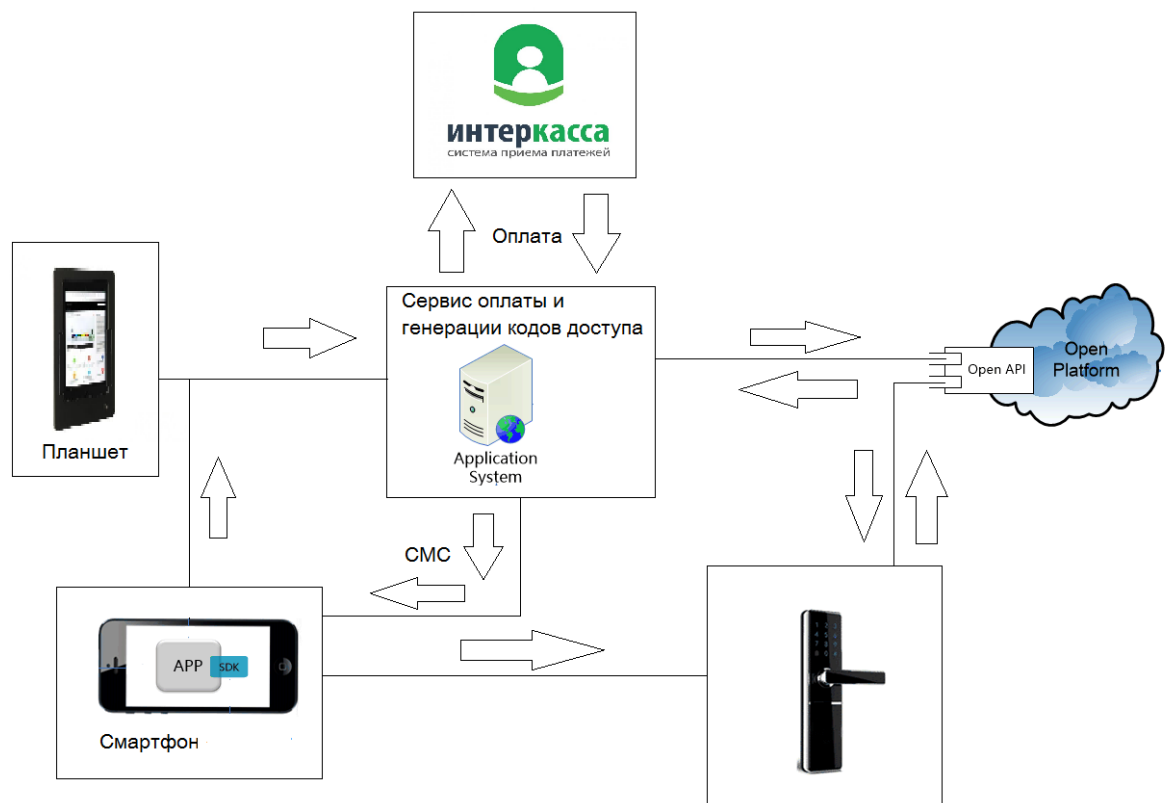 интеркасса
система приема платежей
Оплата
Сервис оплаты и
генерации кодов доступа
Application
System
Open API
Open
Platform
Планшет
СМС
APP
SDK
Смартфон